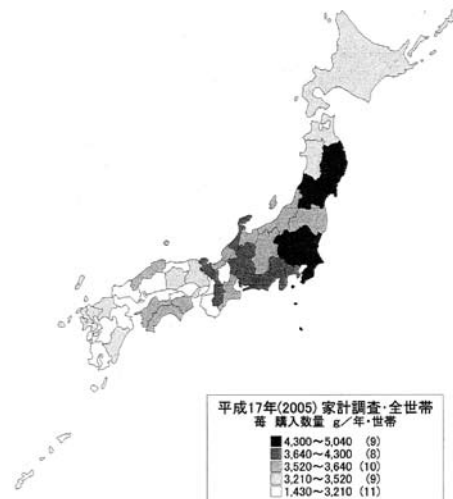 平成17年(2005) 家計調査・全世帯
苺 購入数量 g/年・世帯
4,300～5,040 (9)
3,640～4,300 (8)
3,520～3,640 (10)
3,210～3,520 (9)
1,430～3,210 (11)